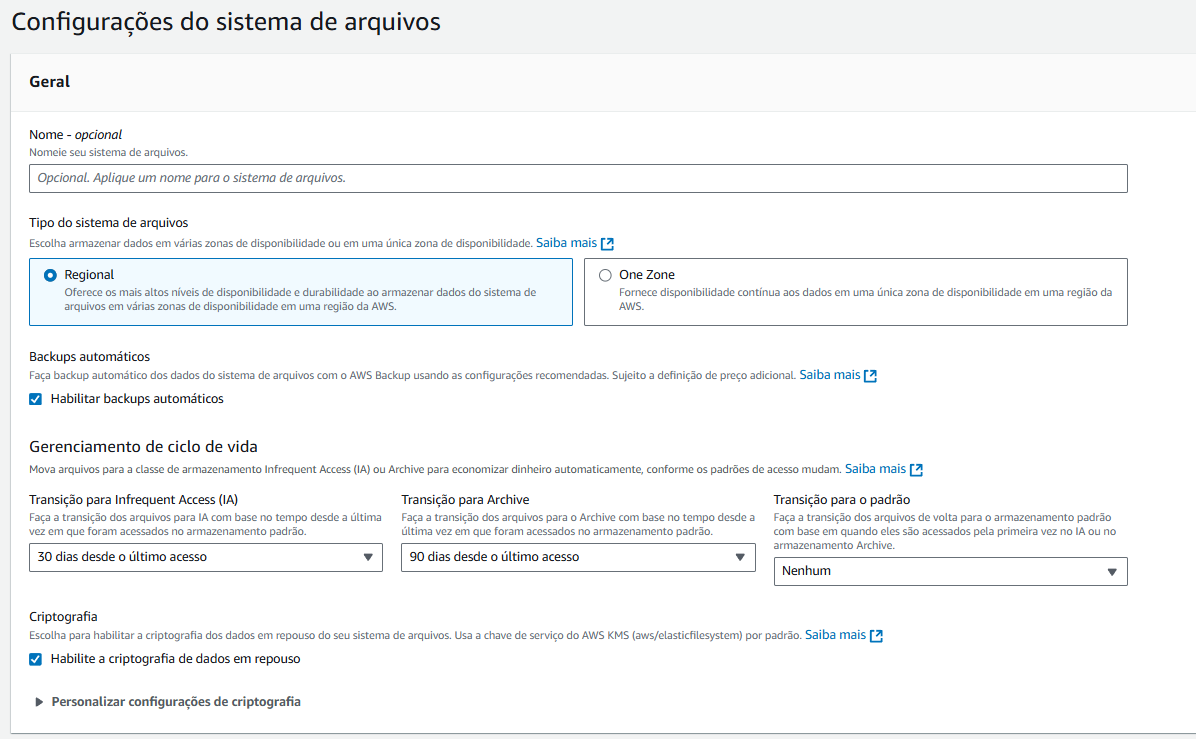 Configurações do sistema de arquivos
Geral
Nome - opcional
Nomeie seu sistema de arquivos.
Opcional. Aplique um nome para o sistema de arquivos.
Tipo do sistema de arquivos
Escolha armazenar dados em várias zonas de disponibilidade ou em uma única zona de disponibilidade. Saiba mais
Regional
Oferece os mais altos níveis de disponibilidade e durabilidade ao armazenar dados do sistema de
arquivos em várias zonas de disponibilidade em uma região da AWS.
One Zone
Fornece disponibilidade contínua aos dados em uma única zona de disponibilidade em uma região da
AWS.
Backups automáticos
Faça backup automático dos dados do sistema de arquivos com o AWS Backup usando as configurações recomendadas. Sujeito a definição de preço adicional. Saiba mais
Habilitar backups automáticos
Gerenciamento de ciclo de vida
Mova arquivos para a classe de armazenamento Infrequent Access (IA) ou Archive para economizar dinheiro automaticamente, conforme os padrões de acesso mudam. Saiba mais
Transição para Infrequent Access (IA)
Faça a transição dos arquivos para IA com base no tempo desde a última
vez em que foram acessados no armazenamento padrão.
30 dias desde o último acesso
Transição para Archive
Faça a transição dos arquivos para o Archive com base no tempo desde a
última vez em que foram acessados no armazenamento padrão.
90 dias desde o último acesso
Transição para o padrão
Faça a transição dos arquivos de volta para o armazenamento padrão
com base em quando eles são acessados pela primeira vez no IA ou no
armazenamento Archive.
Nenhum
Criptografia
Escolha para habilitar a criptografia dos dados em repouso do seu sistema de arquivos. Usa a chave de serviço do AWS KMS (aws/elasticfilesystem) por padrão. Saiba mais
Habilite a criptografia de dados em repouso
Personalizar configurações de criptografia